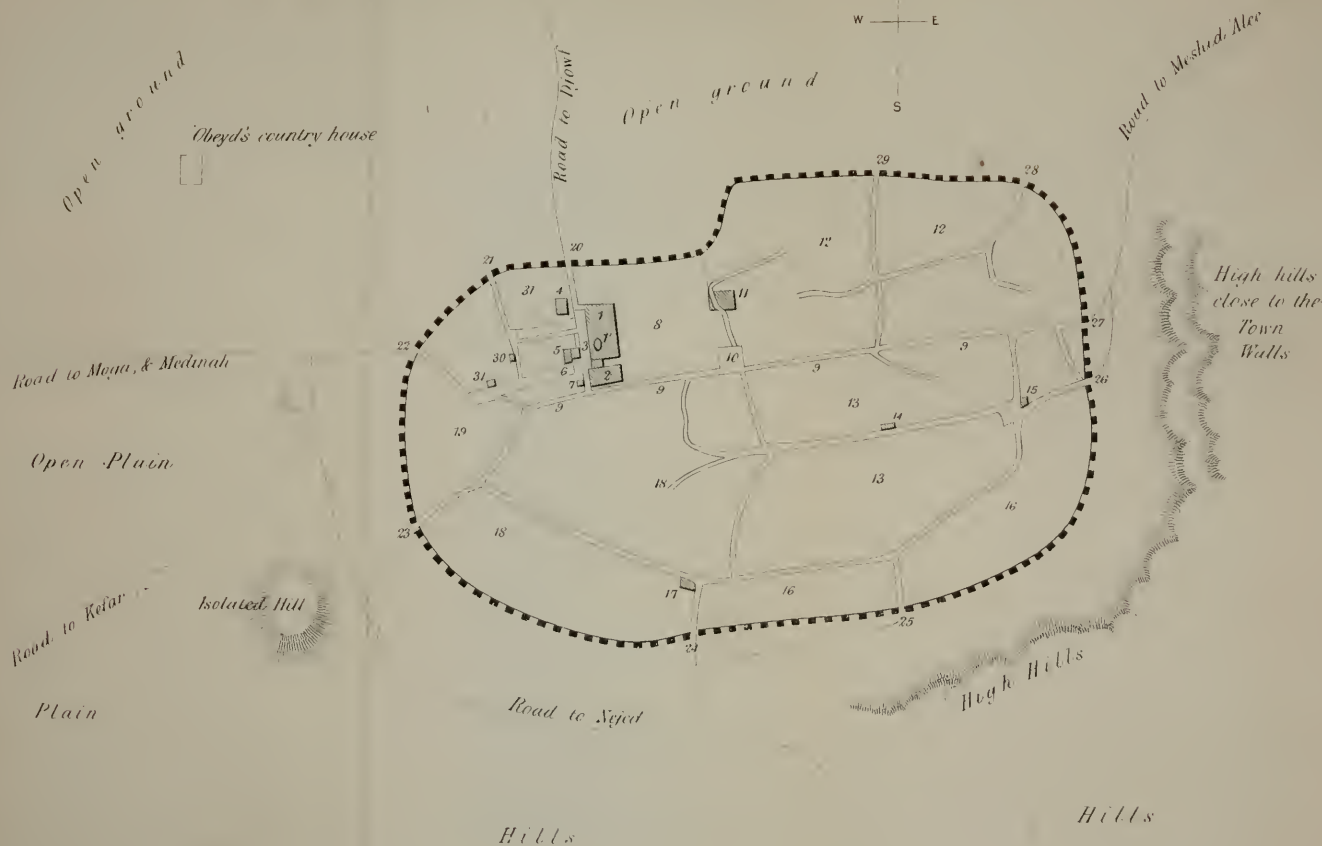 W E
S
Open ground
Obeyd's country house
Road to Djowf
Open ground
Road to Meshid 'Alee
29
28
20
21
12
12
31
4
1
1'
11
8
High hills
close to the
Town
Walls
27
22
30
5
3
6
10
9
Road to Moga, & Medinah
31
7
2
9
9
9
26
15
19
13
14
Open Plain
18
13
16
23
18
Isolated Hill
17
16
25
24
Road to Kefar
High Hills
Plain
Road to Nejed
Hills
Hills